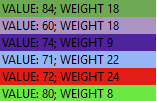 VALUE: 84; WEIGHT 18
VALUE: 60; WEIGHT 18
VALUE: 74; WEIGHT 9
VALUE: 71; WEIGHT 22
VALUE: 72; WEIGHT 24
VALUE: 80; WEIGHT 8